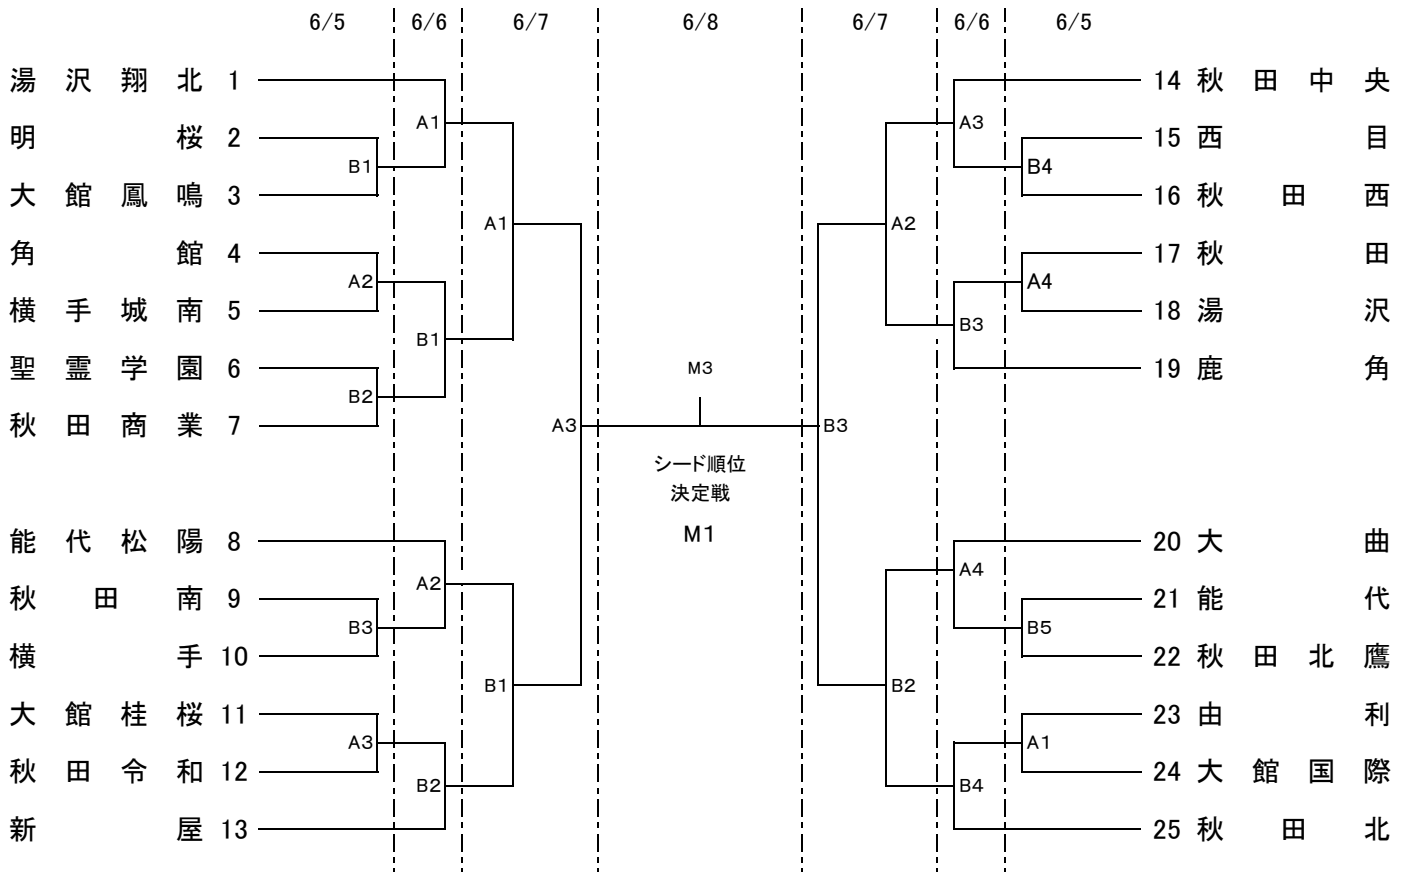 6/5 6/6 6/7 6/8 6/7 6/6 6/5
湯沢翔北 1
明桜 2
大館鳳鳴 3
角館 4
横手城南 5
聖霊学園 6
秋田商業 7
能代松陽 8
秋田南 9
横手 10
大館桂桜 11
秋田令和 12
新屋 13
B1
A2
B2
B3
A3
A1
B1
A2
B2
A1
B1
A3
M3
シード順位
決定戦
M1
B3
A2
B2
A3
B3
A4
B4
B4
A4
B5
A1
14 秋田中央
15 西目
16 秋田西
17 秋田
18 湯沢
19 鹿角
20 大曲
21 能代
22 秋田北鷹
23 由利
24 大館国際
25 秋田北